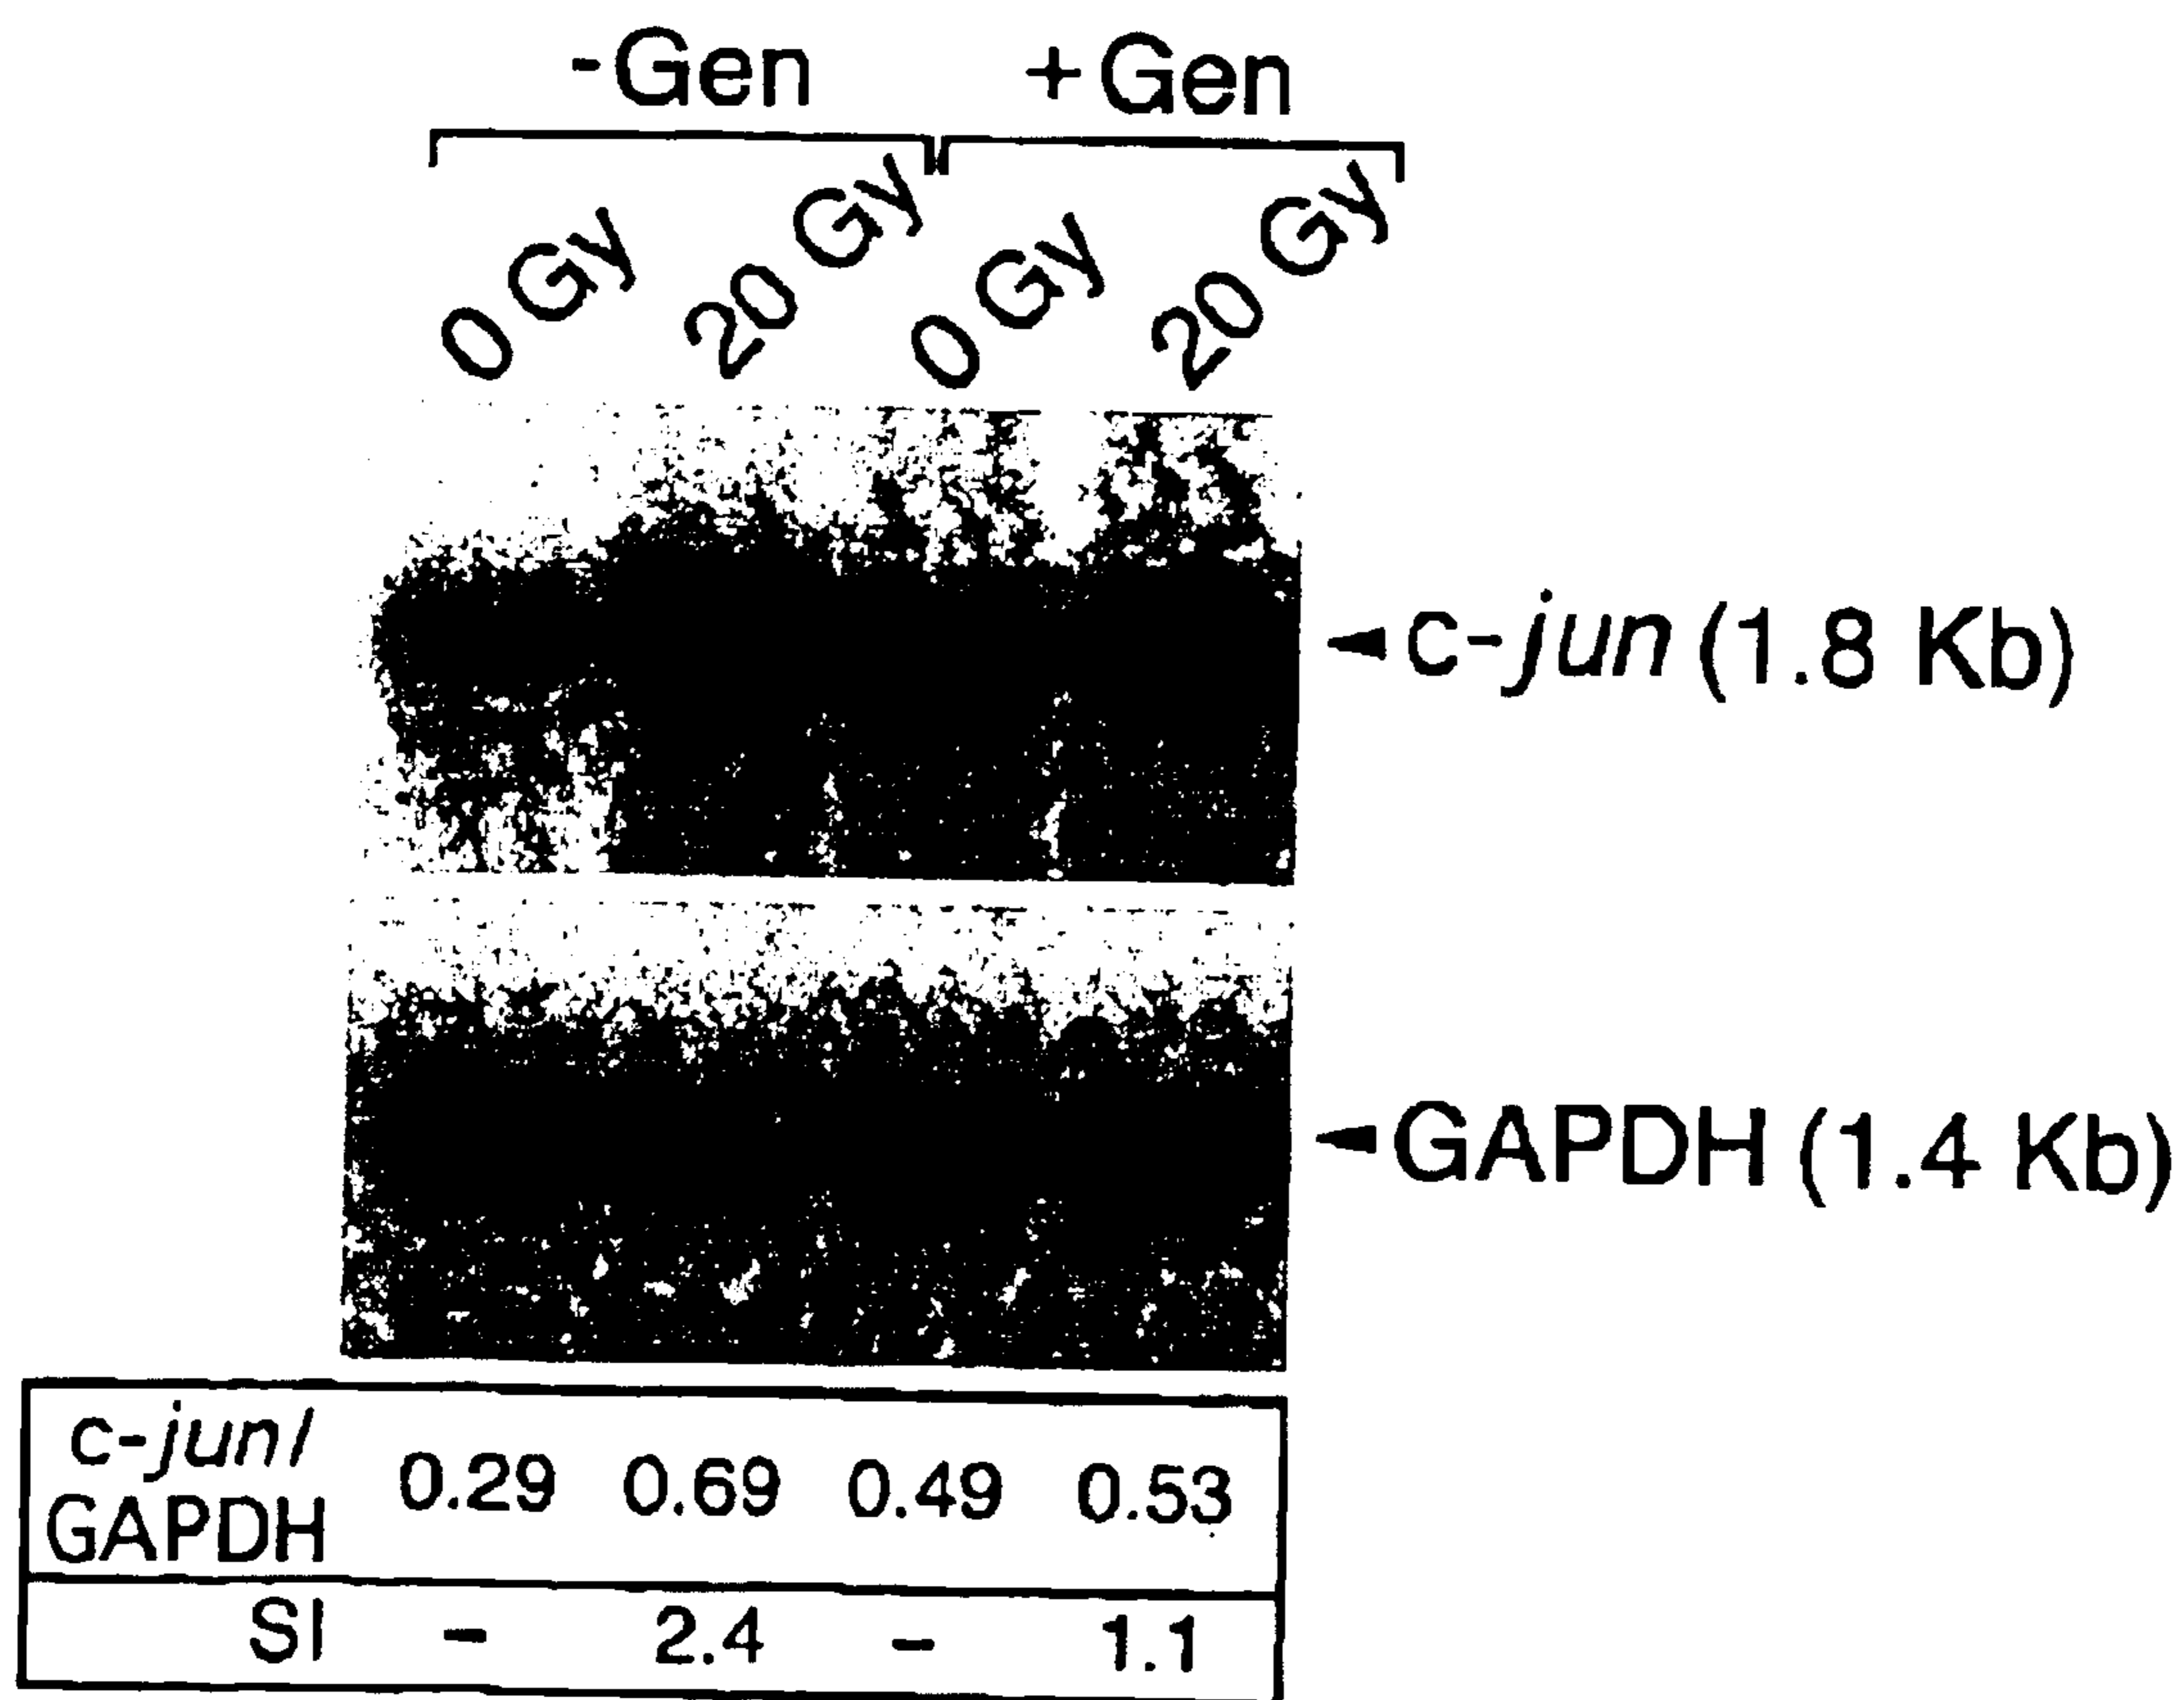 -Gen +Gen
0 Gy 20 Gy 0 Gy 20 Gy
c-jun (1.8 Kb)
GAPDH (1.4 Kb)
c-jun/
GAPDH 0.29 0.69 0.49 0.53
SI - 2.4 - 1.1